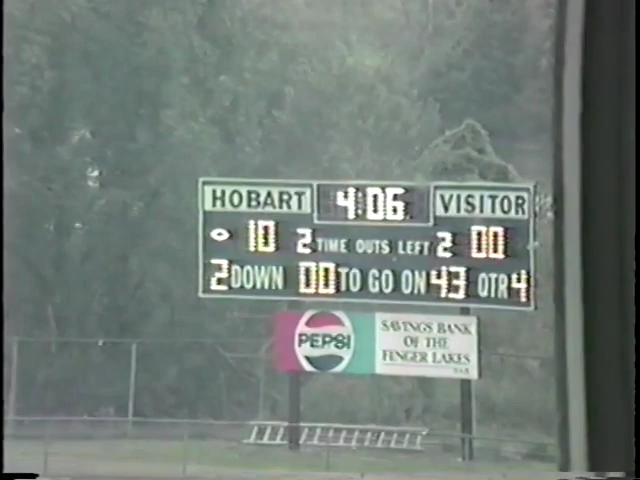 HOBART 4:06 VISITOR
10 2 TIME OUTS LEFT 2 00
2 DOWN 00 TO GO ON 43 QTR 4
PEPSI
SAVINGS BANK
OF THE
FINGER LAKES